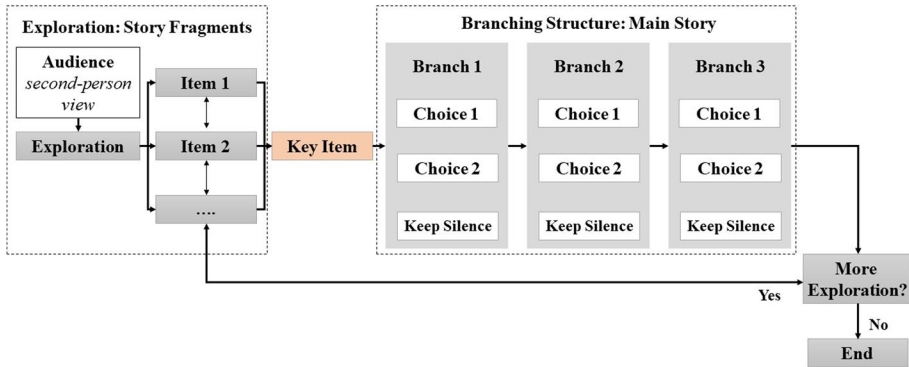 Exploration: Story Fragments
Audience
second-person
view
Exploration
Item 1
Item 2
....
Key Item
Branching Structure: Main Story
Branch 1
Choice 1
Choice 2
Keep Silence
Branch 2
Choice 1
Choice 2
Keep Silence
Branch 3
Choice 1
Choice 2
Keep Silence
More
Exploration?
Yes
No
End